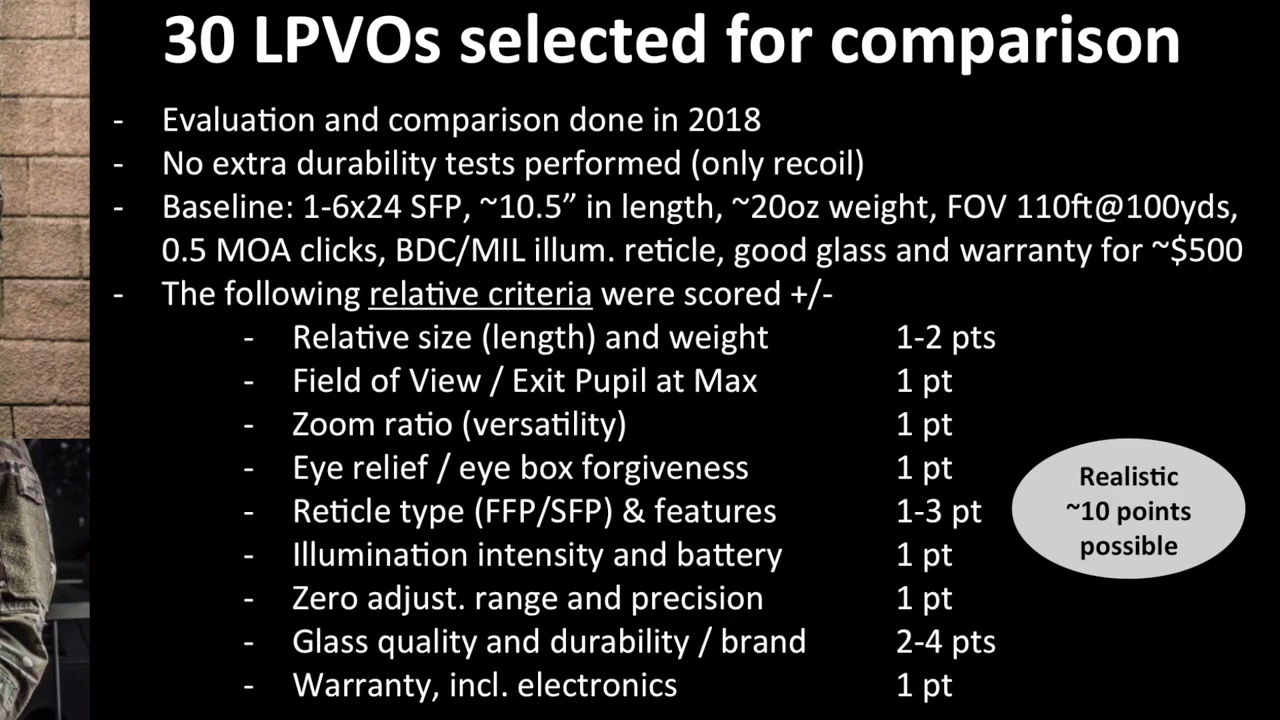 30 LPVOs selected for comparison
- Evaluation and comparison done in 2018
- No extra durability tests performed (only recoil)
- Baseline: 1-6x24 SFP, ~10.5” in length, ~20oz weight, FOV 110ft@100yds,
0.5 MOA clicks, BDC/MIL illum. reticle, good glass and warranty for ~$500
- The following relative criteria were scored +/-
- Relative size (length) and weight 1-2 pts
- Field of View / Exit Pupil at Max 1 pt
- Zoom ratio (versatility) 1 pt
- Eye relief / eye box forgiveness 1 pt
- Reticle type (FFP/SFP) & features 1-3 pt
- Illumination intensity and battery 1 pt
- Zero adjust. range and precision 1 pt
- Glass quality and durability / brand 2-4 pts
- Warranty, incl. electronics 1 pt
Realistic
~10 points
possible